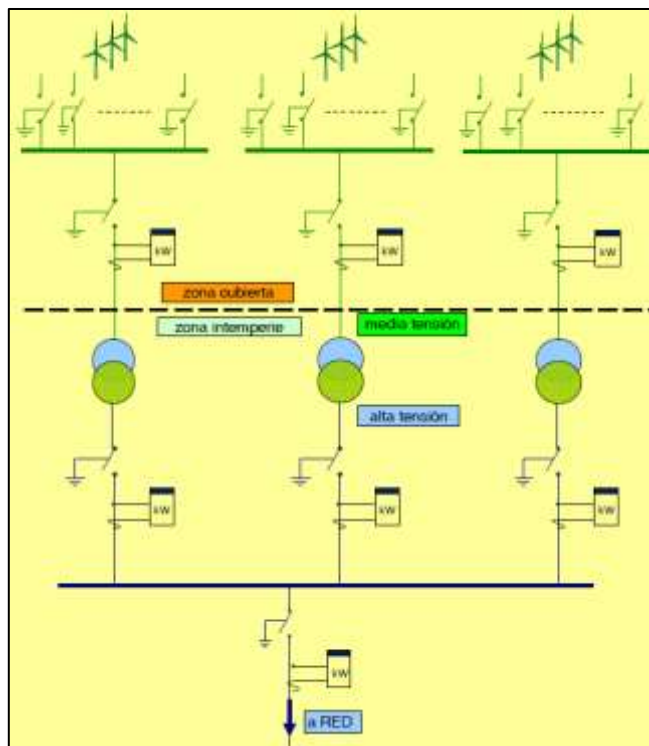 kW kW kW
zona cubierta
zona intemperie media tensión
alta tensión
kW kW kW
kW
a RED